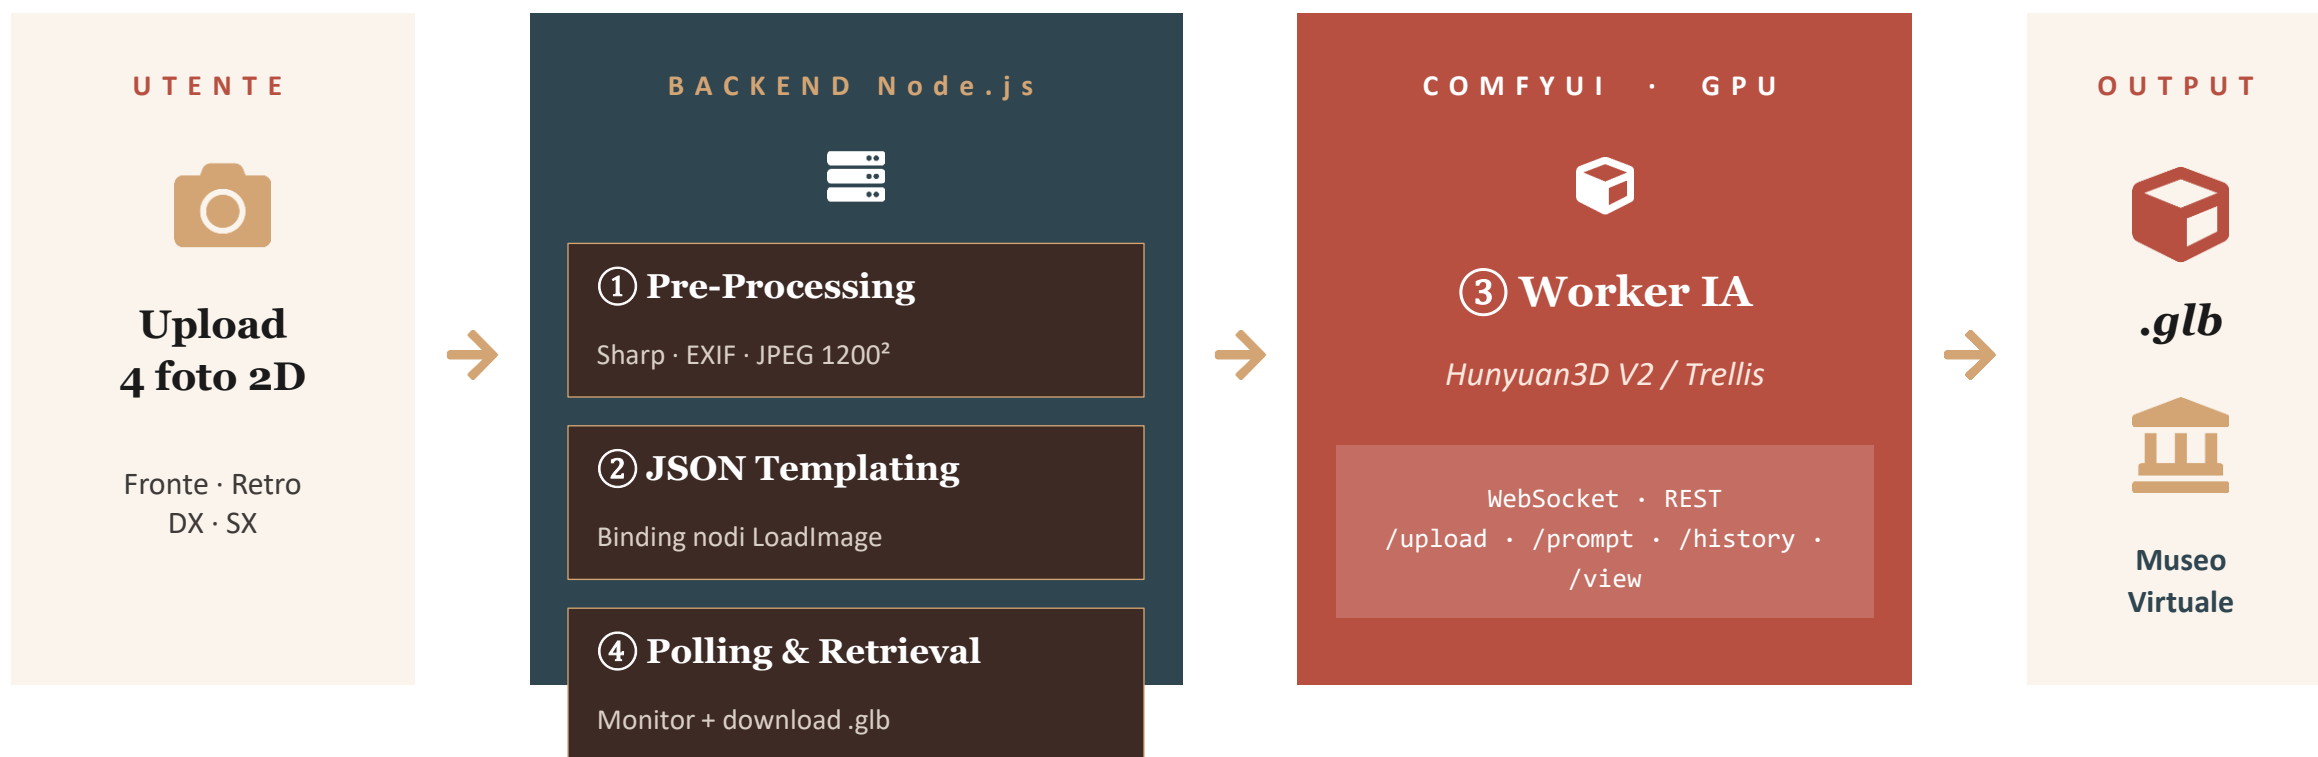 UTENTE
Upload
4 foto 2D
Fronte · Retro
DX · SX
BACKEND Node.js
① Pre-Processing
Sharp · EXIF · JPEG 1200²
② JSON Templating
Binding nodi LoadImage
④ Polling & Retrieval
Monitor + download .glb
COMFYUI · GPU
③ Worker IA
Hunyuan3D V2 / Trellis
WebSocket · REST
/upload · /prompt · /history ·
/view
OUTPUT
.glb
Museo
Virtuale